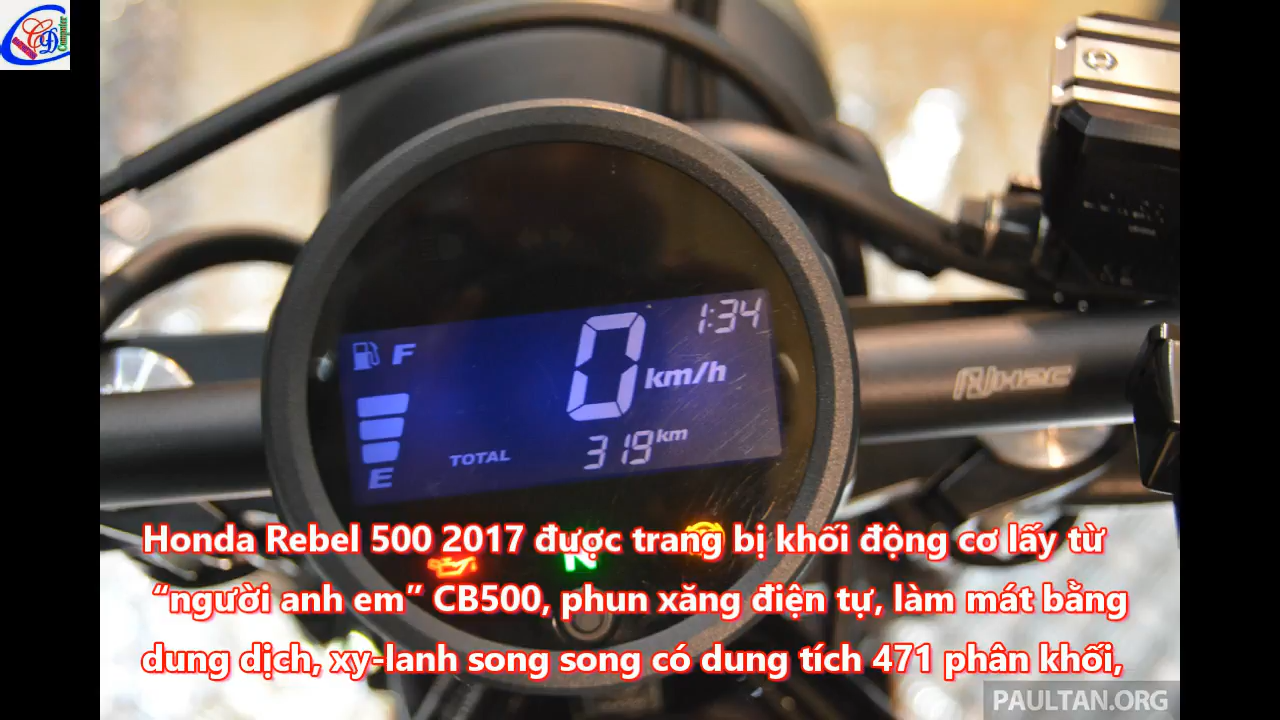 Computer
1:34
F
0 km/h
319 km
TOTAL
E
N
H2C
Honda Rebel 500 2017 được trang bị khối động cơ lấy từ
“người anh em” CB500, phun xăng điện tự, làm mát bằng
dung dịch, xy-lanh song song có dung tích 471 phân khối,
PAULTAN.ORG